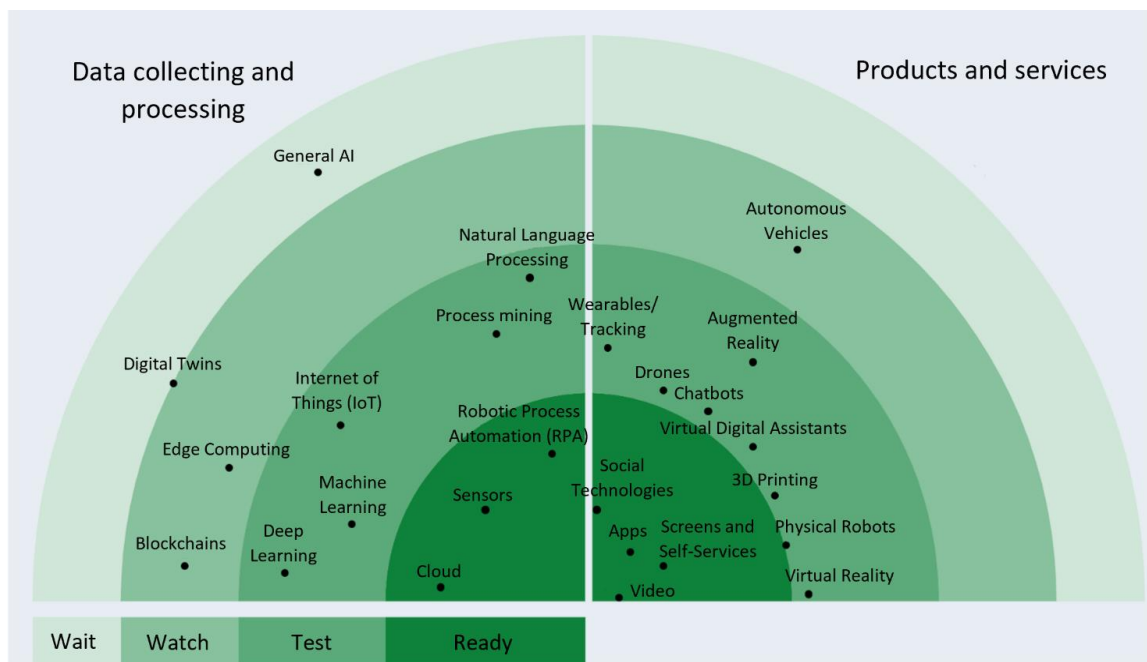 Data collecting and
processing
Products and services
General AI
Autonomous
Vehicles
Natural Language
Processing
Wearables/
Tracking
Process mining
Augmented
Reality
Digital Twins
Internet of
Things (IoT)
Drones
Chatbots
Robotic Process
Automation (RPA)
Virtual Digital Assistants
Edge Computing
Social
Technologies
Machine
Learning
Sensors
3D Printing
Blockchains
Deep
Learning
Apps
Screens and
Self-Services
Physical Robots
Cloud
Video
Virtual Reality
Wait
Watch
Test
Ready